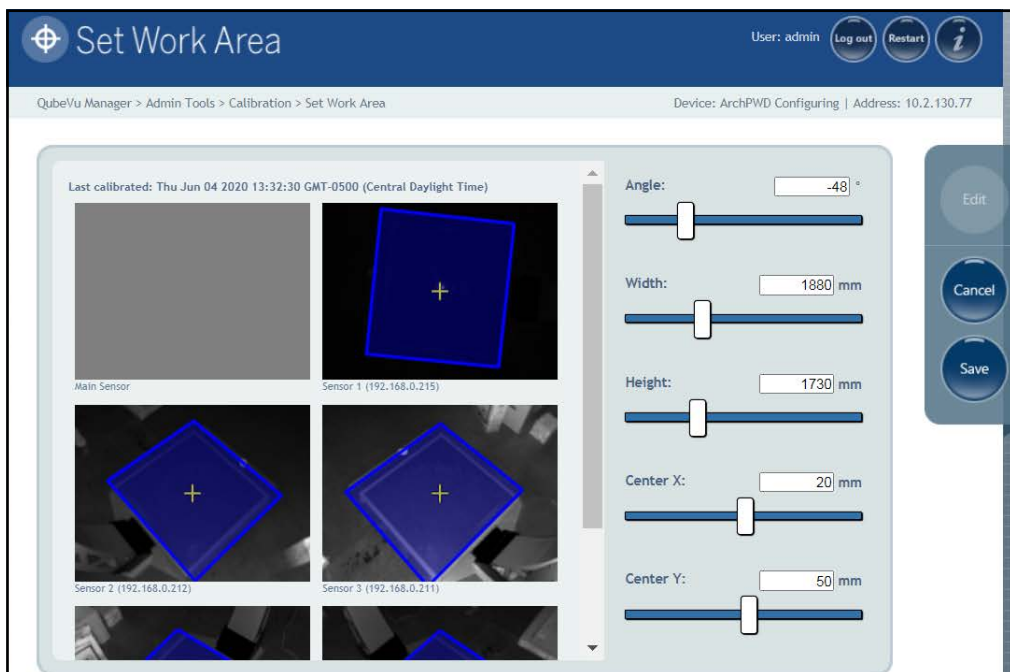 Set Work Area
User: admin
Log out
Restart
i
QubeVu Manager > Admin Tools > Calibration > Set Work Area
Device: ArchPWD Configuring | Address: 10.2.130.77
Last calibrated: Thu Jun 04 2020 13:32:30 GMT-0500 (Central Daylight Time)
Main Sensor
Sensor 1 (192.168.0.215)
Sensor 2 (192.168.0.212)
Sensor 3 (192.168.0.211)
Angle: -48 °
Width: 1880 mm
Height: 1730 mm
Center X: 20 mm
Center Y: 50 mm
Edit
Cancel
Save